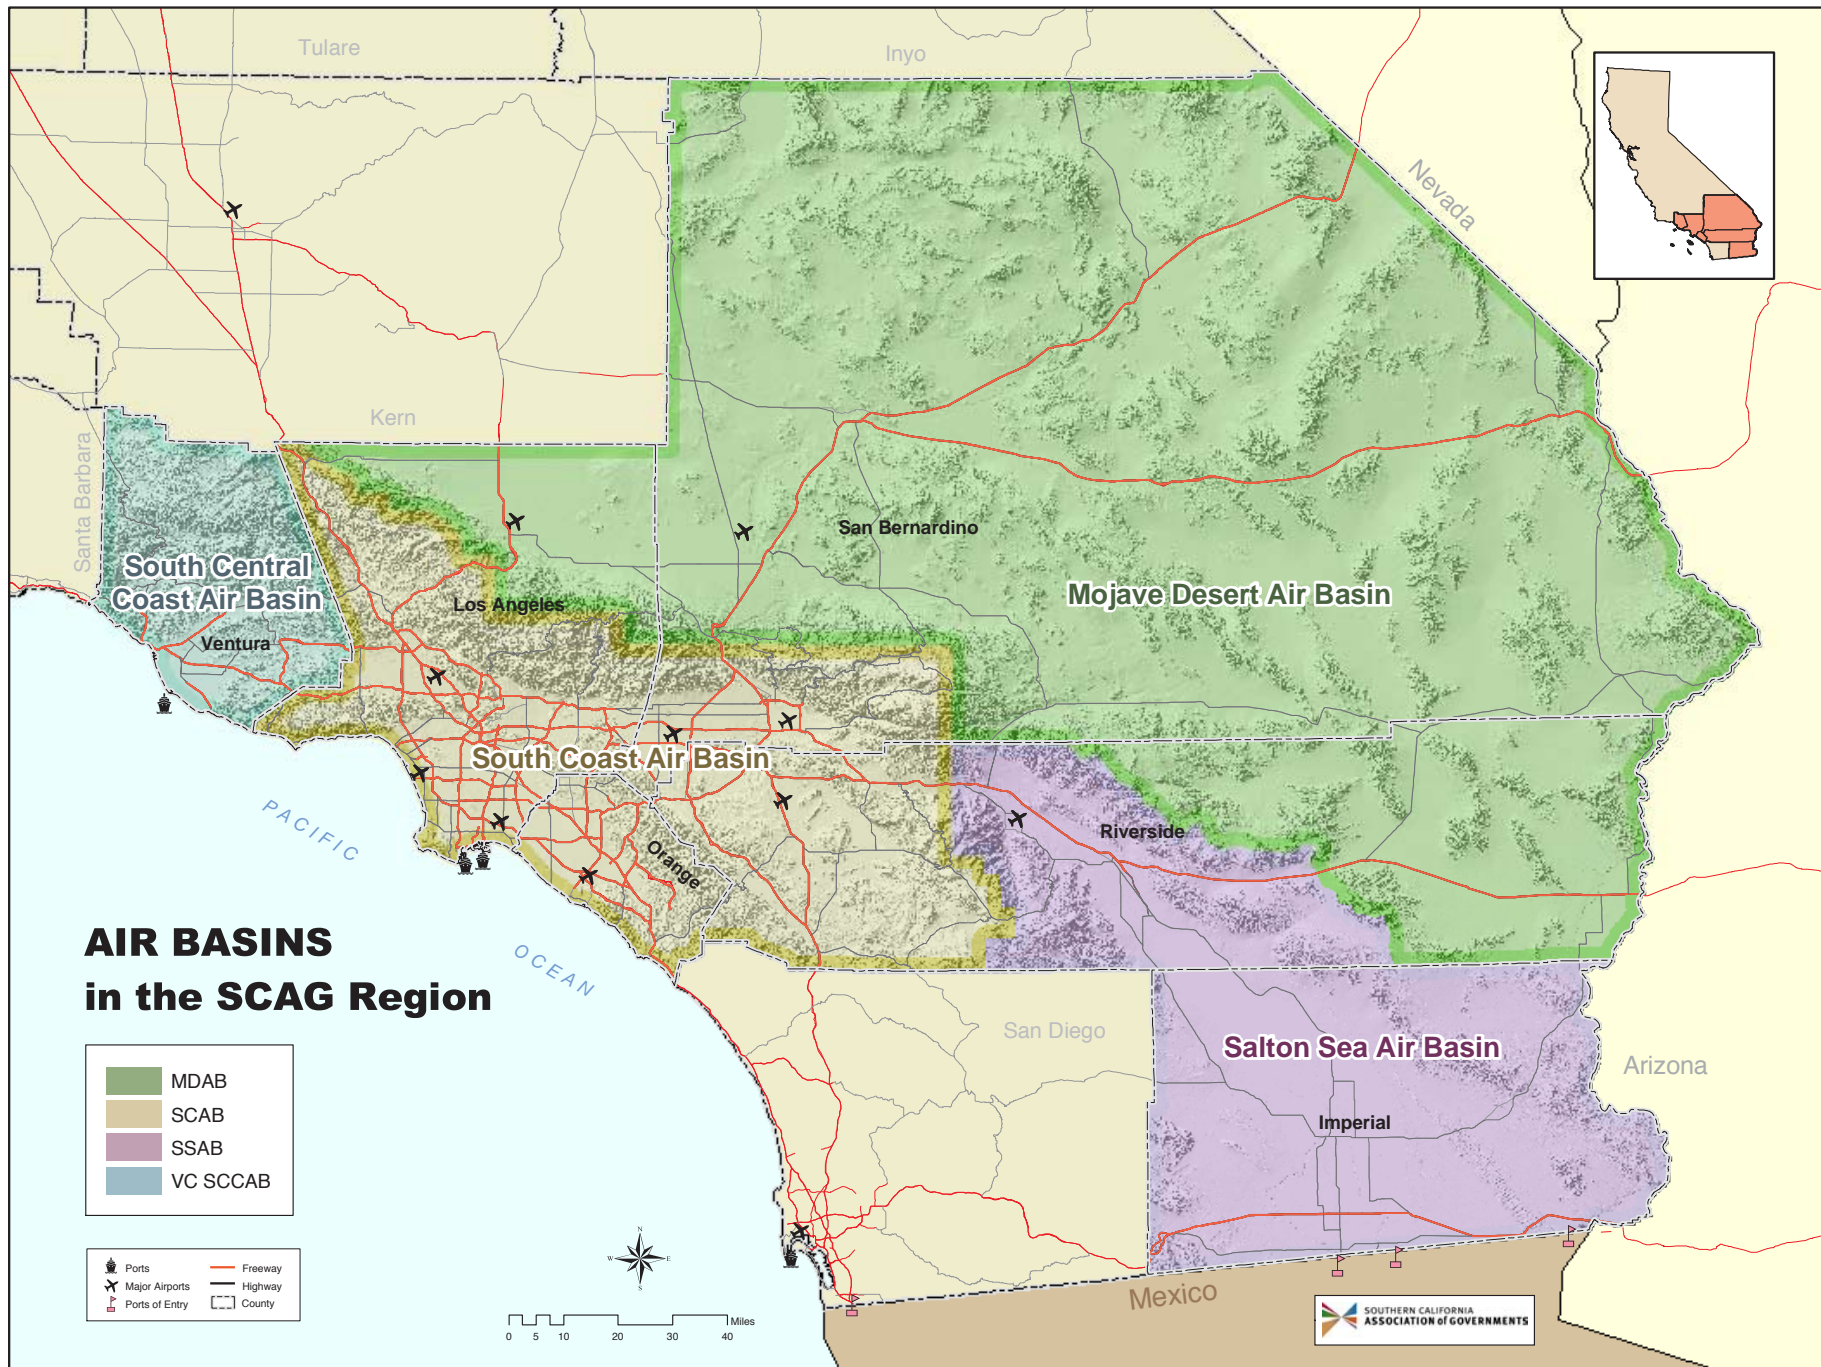 Tulare
Inyo
Nevada
Kern
Santa Barbara
South Central
Coast Air Basin
Ventura
Los Angeles
San Bernardino
Mojave Desert Air Basin
South Coast Air Basin
Orange
Riverside
PACIFIC
OCEAN
AIR BASINS
in the SCAG Region
San Diego
Salton Sea Air Basin
Imperial
Arizona
Mexico
MDAB
SCAB
SSAB
VC SCCAB
Ports
Major Airports
Ports of Entry
Freeway
Highway
County
N
W
E
S
Miles
0 5 10 20 30 40
SOUTHERN CALIFORNIA
ASSOCIATION of GOVERNMENTS